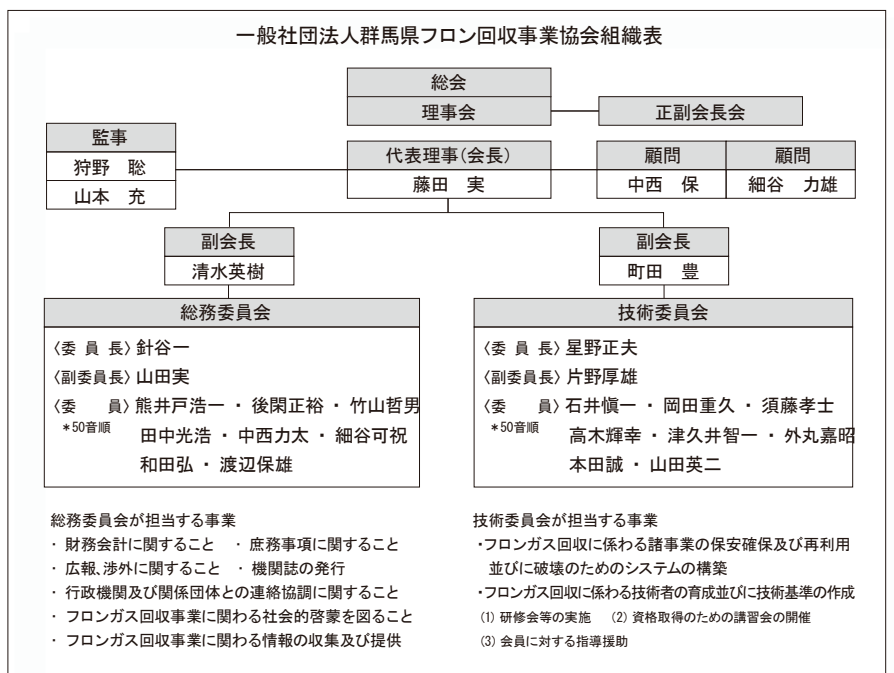 一般社団法人群馬県フロン回収事業協会組織表
総会
理事会
正副会長会
監事
狩野　聡
山本　充
代表理事(会長)
藤田　実
顧問
中西　保
顧問
細谷　力雄
副会長
清水英樹
副会長
町田　豊
総務委員会
〈委 員 長〉針谷一
〈副委員長〉山田実
〈委　　員〉熊井戸浩一 ・ 後閑正裕 ・ 竹山哲男
*50音順
田中光浩 ・ 中西力太 ・ 細谷可祝
和田弘 ・ 渡辺保雄
技術委員会
〈委 員 長〉星野正夫
〈副委員長〉片野厚雄
〈委　　員〉石井慎一 ・ 岡田重久 ・ 須藤孝士
*50音順
高木輝幸 ・ 津久井智一 ・ 外丸嘉昭
本田誠 ・ 山田英二
総務委員会が担当する事業
・ 財務会計に関すること　・ 庶務事項に関すること
・ 広報、渉外に関すること　・ 機関誌の発行
・ 行政機関及び関係団体との連絡協調に関すること
・ フロンガス回収事業に関わる社会的啓蒙を図ること
・ フロンガス回収事業に関わる情報の収集及び提供
技術委員会が担当する事業
・フロンガス回収に係わる諸事業の保安確保及び再利用
並びに破壊のためのシステムの構築
・フロンガス回収に係わる技術者の育成並びに技術基準の作成
(1) 研修会等の実施　(2) 資格取得のための講習会の開催
(3) 会員に対する指導援助